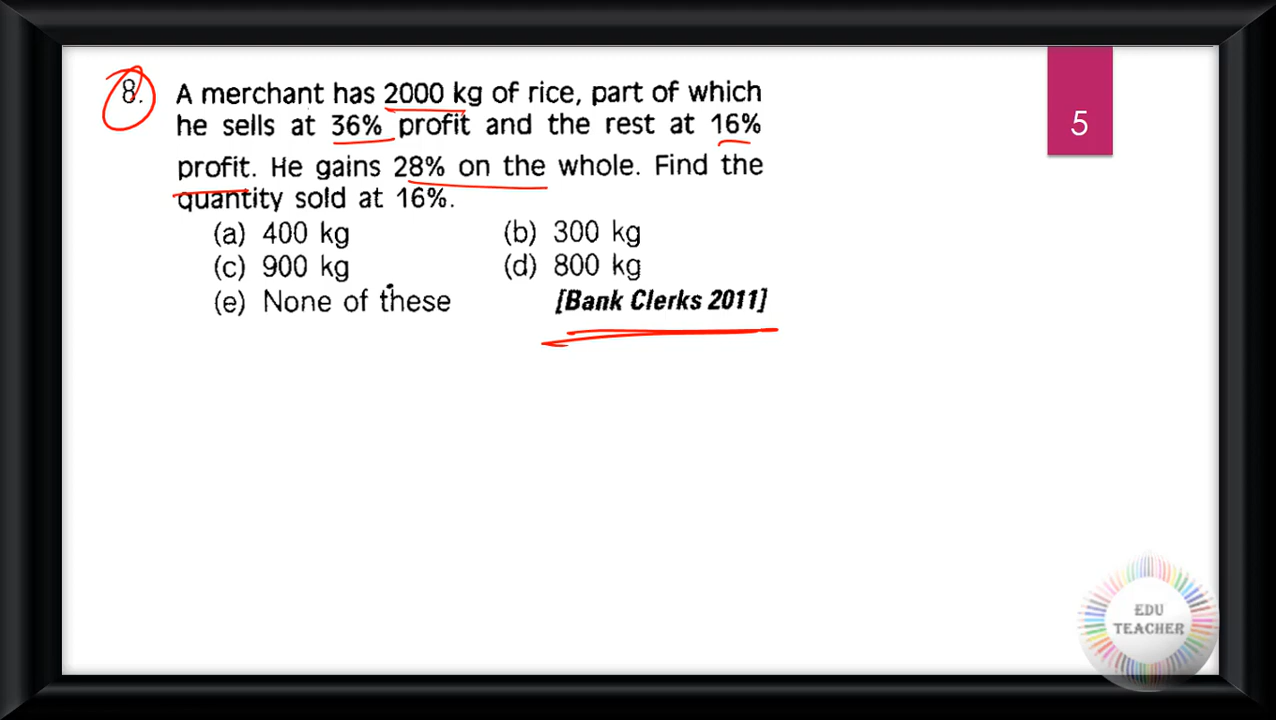 8. A merchant has 2000 kg of rice, part of which
he sells at 36% profit and the rest at 16%
profit. He gains 28% on the whole. Find the
quantity sold at 16%.
(a) 400 kg (b) 300 kg
(c) 900 kg (d) 800 kg
(e) None of these [Bank Clerks 2011]
5
EDU
TEACHER